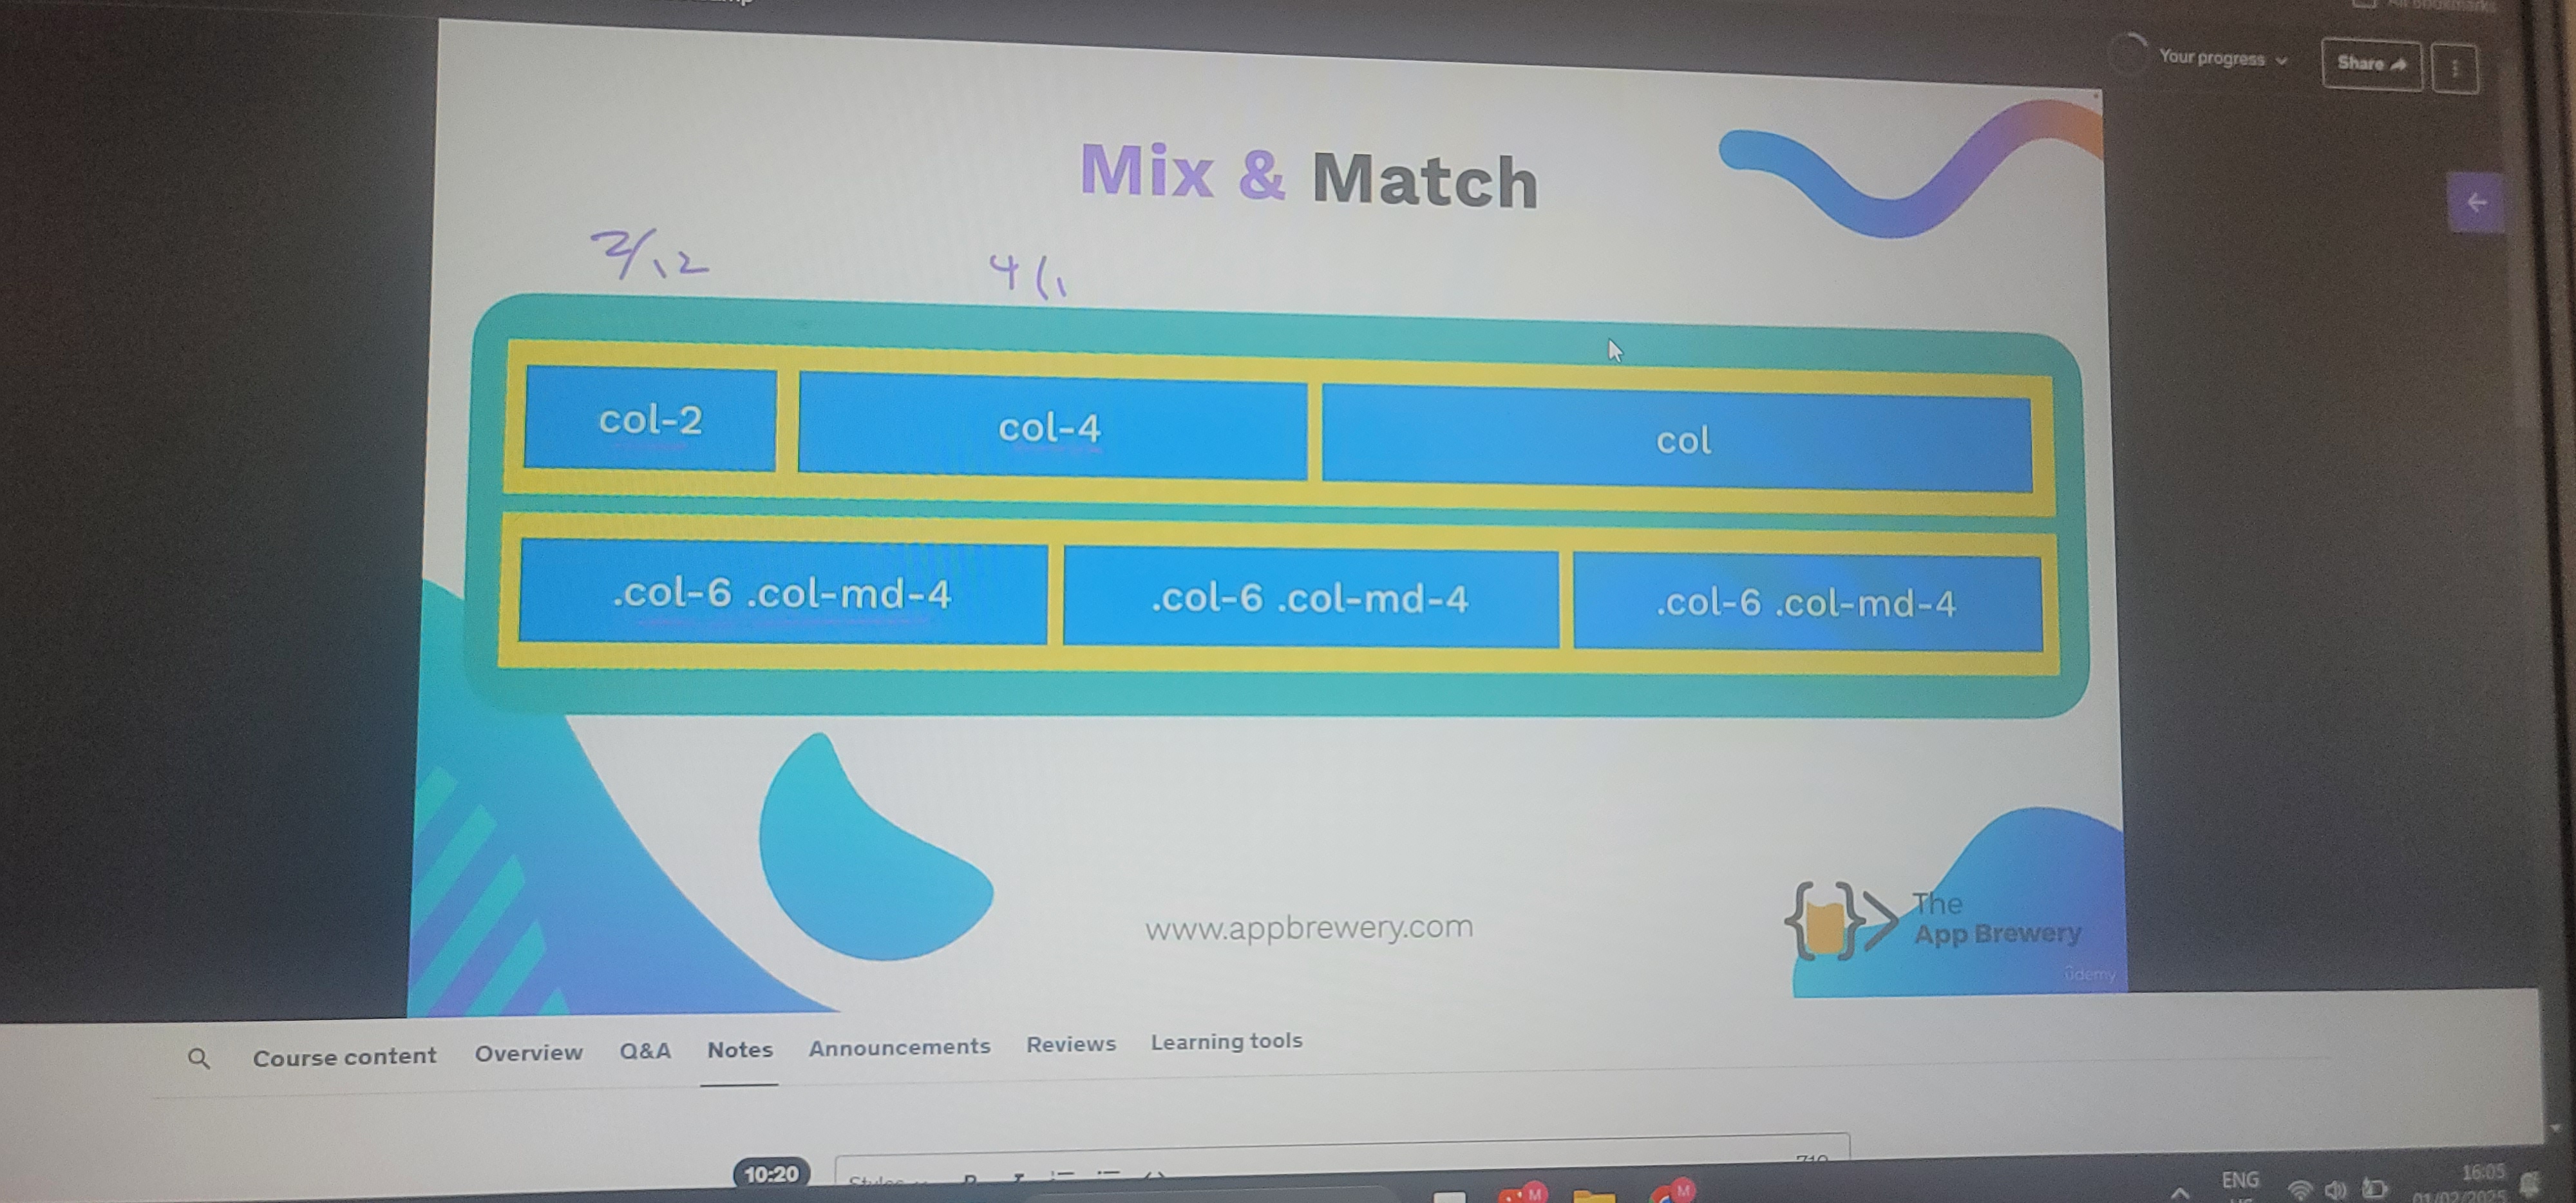 Your progress
Share
Mix & Match
2/12
4/1
col-2
col-4
col
.col-6 .col-md-4
.col-6 .col-md-4
.col-6 .col-md-4
www.appbrewery.com
The
App Brewery
ûdemy
Course content
Overview
Q&A
Notes
Announcements
Reviews
Learning tools
10:20
M
M
ENG
16:05